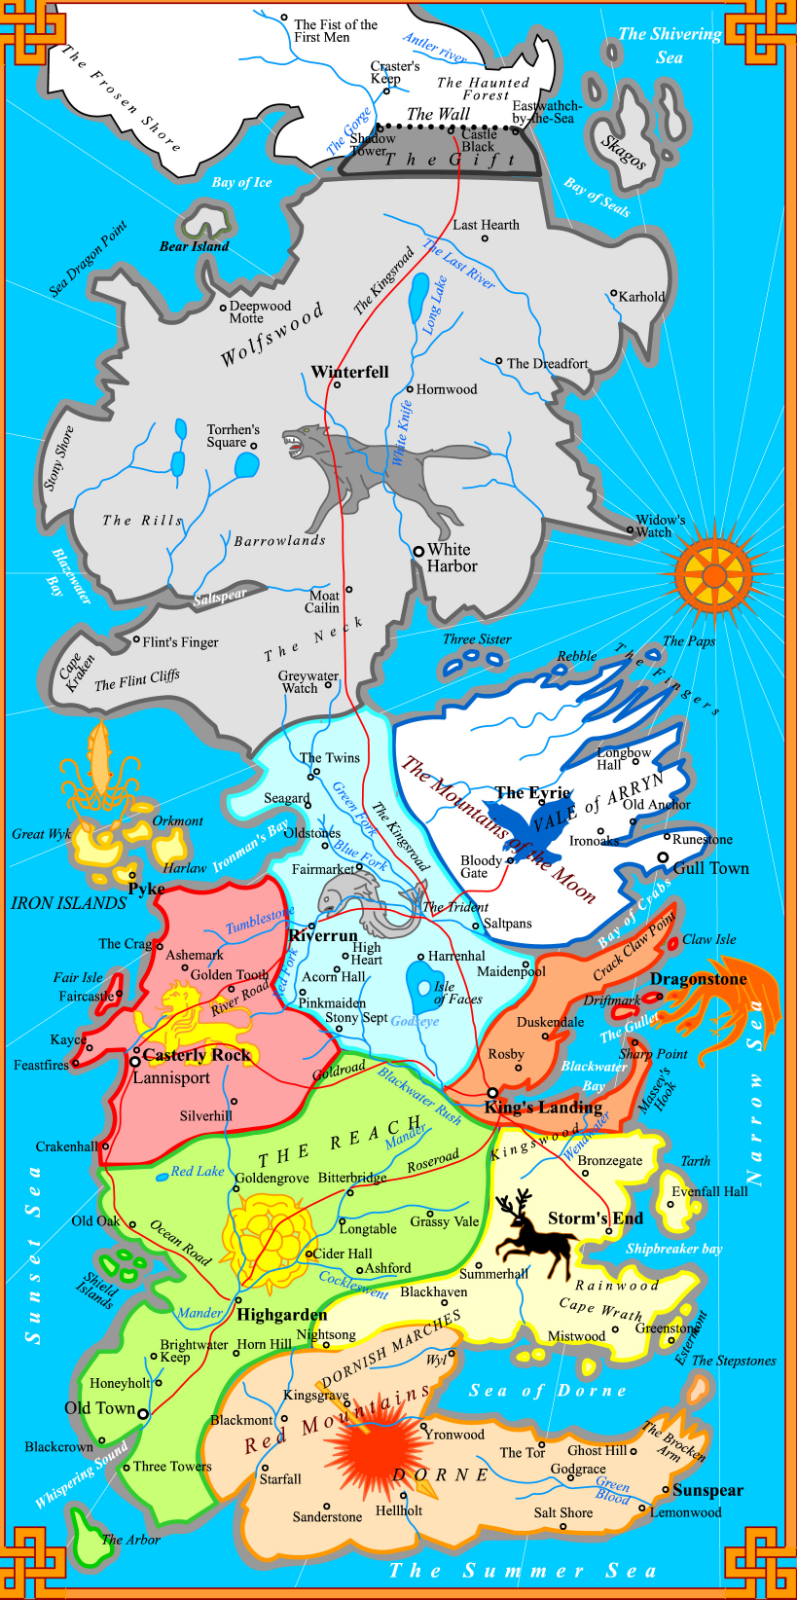 The Fist of the
First Men
The Shivering
Sea
Antler river
The Frosen Shore
Craster's
Keep
The Haunted
Forest
The Gorge
The Wall
Eastwathch-
by-the-Sea
Shadow
Tower
Castle
Black
The Gift
Skagos
Bay of Ice
Bay of Seals
Bear Island
Last Hearth
Sea Dragon Point
The Last River
The Kingsroad
Long Lake
Karhold
Deepwood
Motte
Wolfswood
The Dreadfort
Winterfell
Hornwood
White Knife
Torrhen's
Square
Stony Shore
The Rills
Barrowlands
Widow's
Watch
White
Harbor
Blazewater
Bay
Saltspear
Moat
Cailin
The Neck
Flint's Finger
Cape
Kraken
The Flint Cliffs
Greywater
Watch
Three Sister
The Paps
Rebble
The Fingers
The Twins
Longbow
Hall
The Mountains of the Moon
The Eyrie
VALE of ARRYN
Seagard
Green Fork
The Kingsroad
Old Anchor
Orkmont
Great Wyk
Ironman's Bay
Oldstones
Blue Fork
Ironoaks
Runestone
Harlaw
Fairmarket
Bloody
Gate
Gull Town
Pyke
IRON ISLANDS
The Trident
Tumblestone
Saltpans
Bay of Crabs
Riverrun
The Crag
Ashemark
High
Heart
Harrenhal
Maidenpool
Crack Claw Point
Claw Isle
Golden Tooth
Red Fork
Acorn Hall
Fair Isle
Faircastle
River Road
Pinkmaiden
Isle
of Faces
Dragonstone
Driftmark
Stony Sept
Godseye
Duskendale
The Gullet
Kayce
Casterly Rock
Rosby
Sharp Point
Feastfires
Lannisport
Goldroad
Blackwater
Bay
Blackwater Rush
Massey's
Hook
Narrow Sea
Silverhill
King's Landing
Crakenhall
THE REACH
Mander
Kingswood
Wendwater
Roseroad
Bronzegate
Tarth
Red Lake
Goldengrove
Bitterbridge
Evenfall Hall
Sunset Sea
Old Oak
Ocean Road
Longtable
Grassy Vale
Storm's End
Shipbreaker bay
Cider Hall
Ashford
Summerhall
Shield
Islands
Cockleswent
Rainwood
Blackhaven
Cape Wrath
Mander
Highgarden
Greenstone
Mistwood
Estermont
Nightsong
Brightwater
Keep
Horn Hill
DORNISH MARCHES
Wyl
The Stepstones
Honeyholt
Kingsgrave
Sea of Dorne
Old Town
Blackmont
Red Mountains
Yronwood
The Brocken
Arm
Blackcrown
The Tor
Ghost Hill
Whispering Sound
Three Towers
Starfall
DORNE
Godgrace
Green
Blood
Sunspear
Sanderstone
Hellholt
Salt Shore
Lemonwood
The Arbor
The Summer Sea